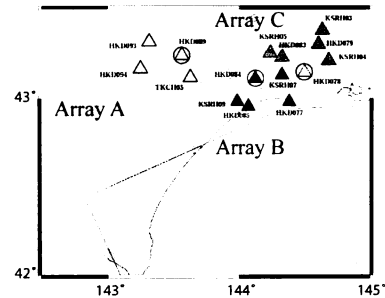 Array C
KSRH03
HKD093
HKD089
KSRH05
HKD083
HKD079
HKD094
TKCH05
HKD084
KSRH07
HKD078
KSRH04
43°
Array A
KSRH09
HKD085
HKD077
Array B
42°
143°
144°
145°